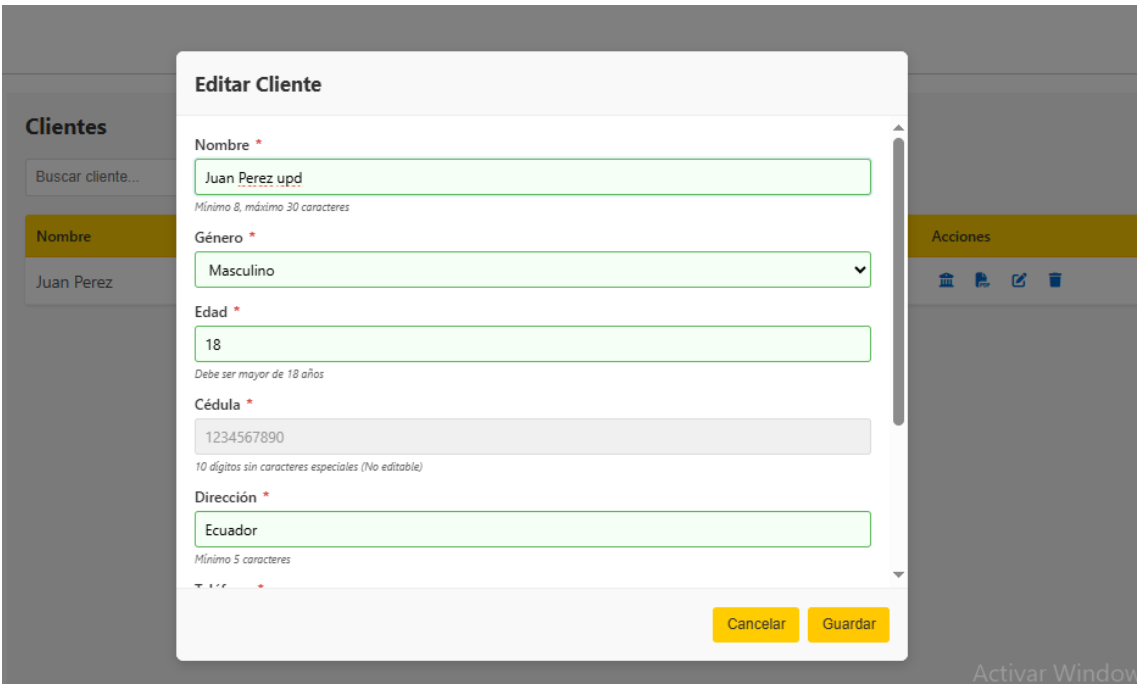 Editar Cliente
Clientes
Buscar cliente...
Nombre
Acciones
Juan Perez
Nombre *
Juan Perez upd
Mínimo 8, máximo 30 caracteres
Género *
Masculino
Edad *
18
Debe ser mayor de 18 años
Cédula *
1234567890
10 dígitos sin caracteres especiales (No editable)
Dirección *
Ecuador
Mínimo 5 caracteres
Cancelar Guardar
Activar Window